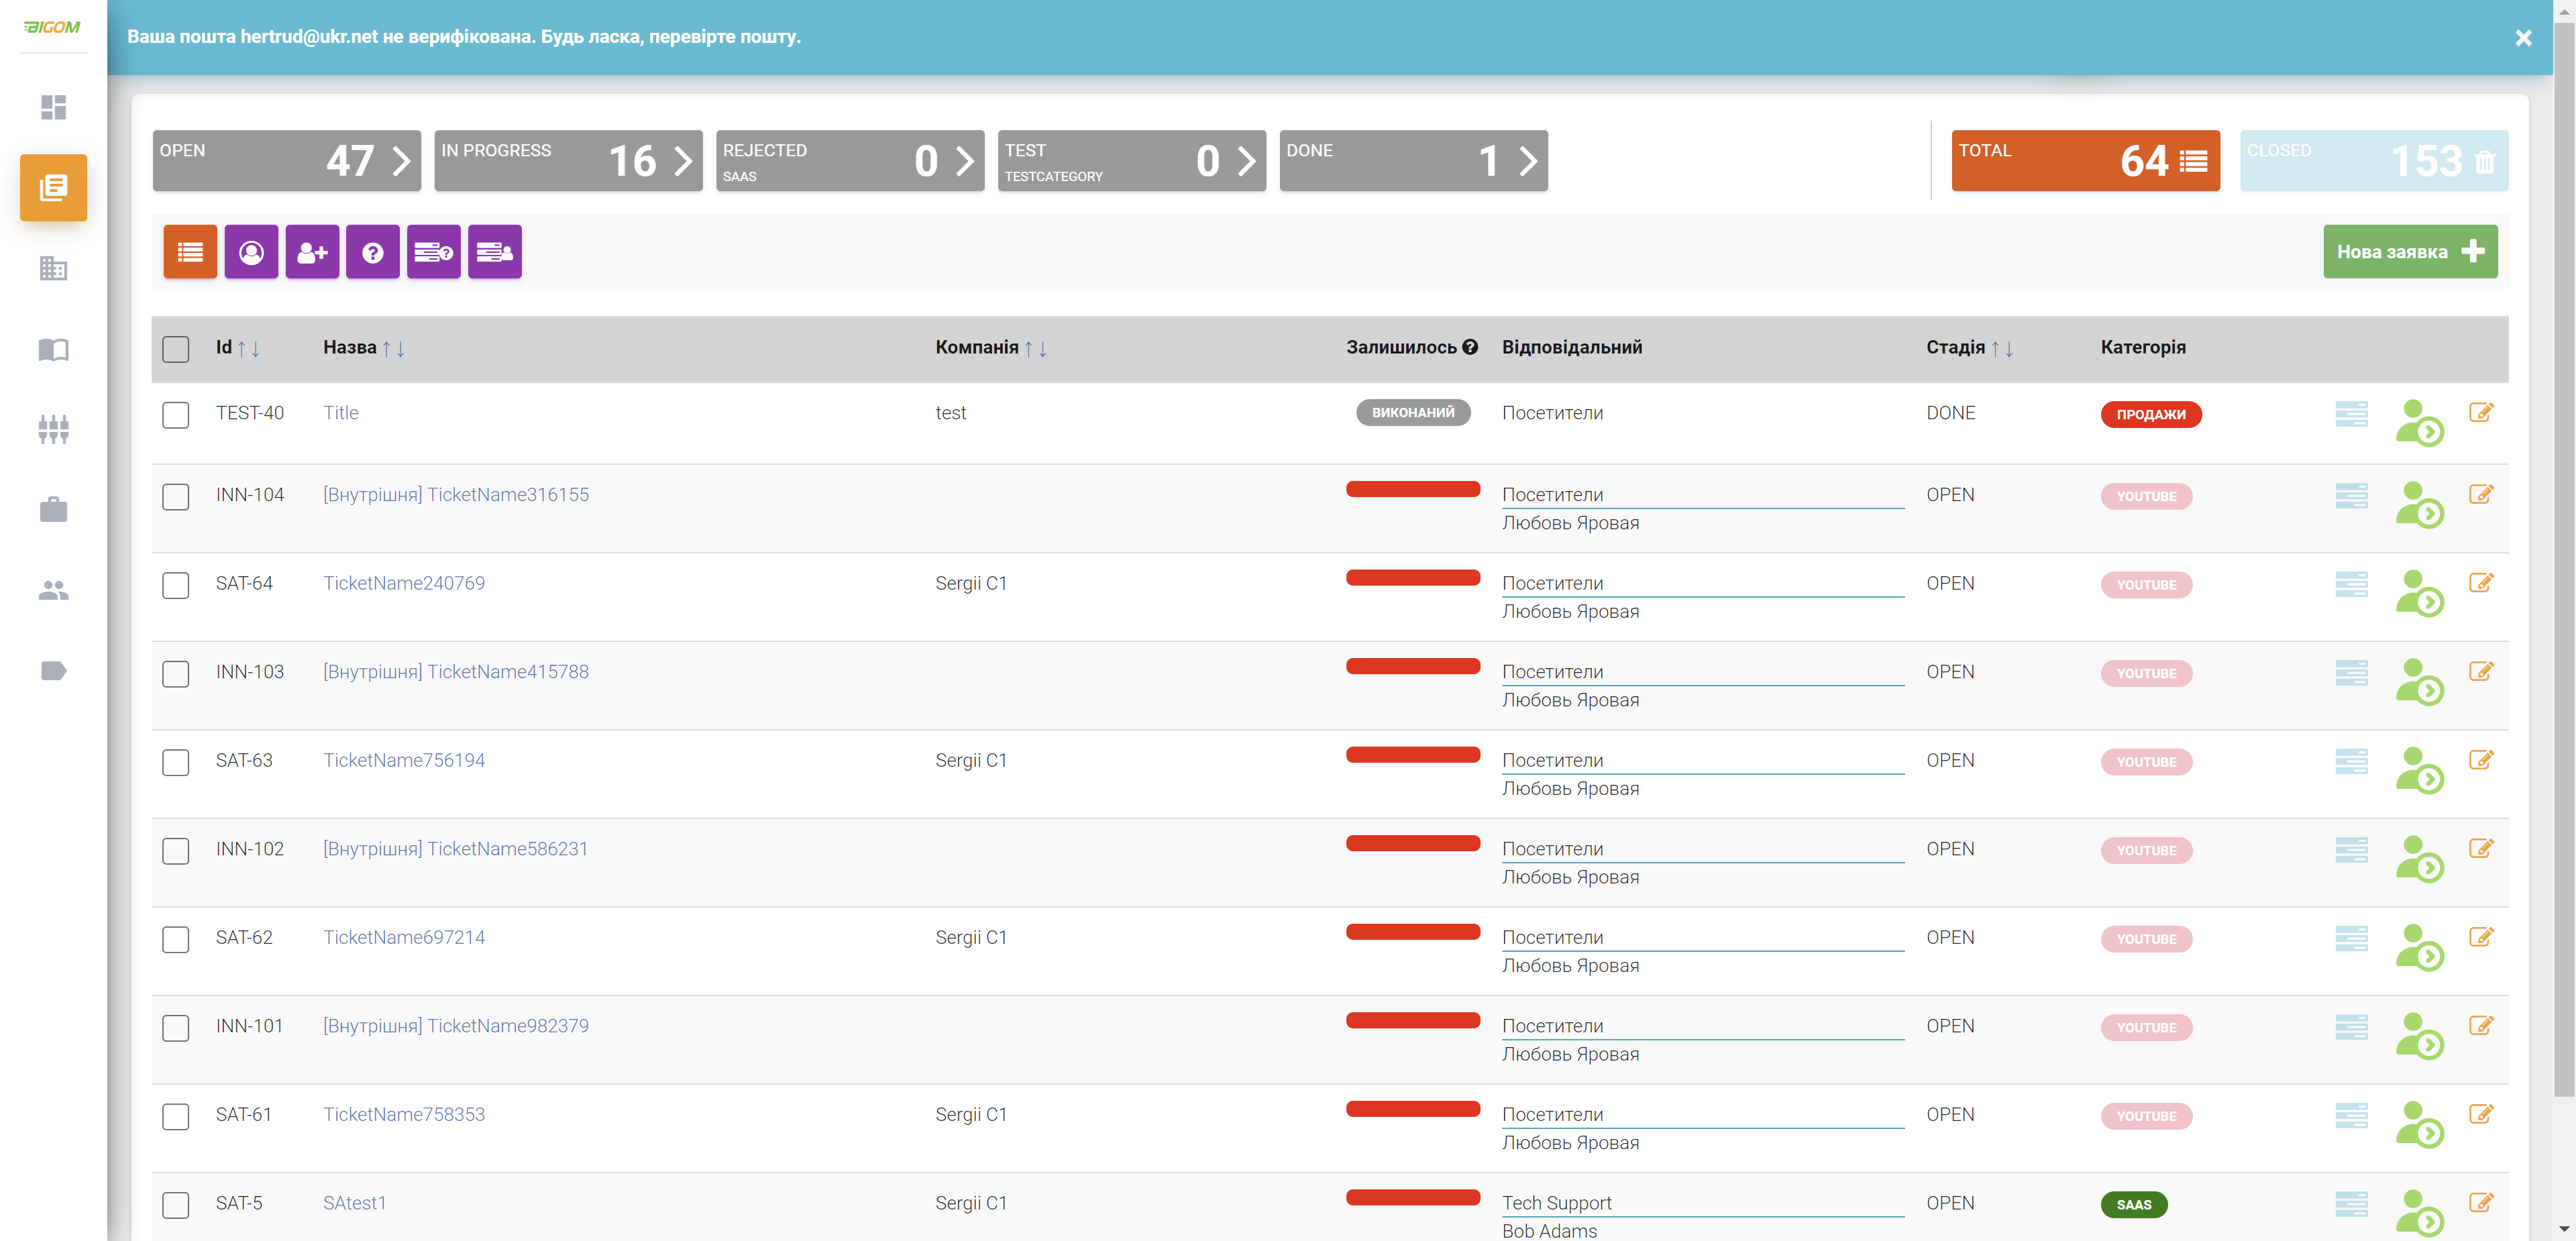 BIGOM
Ваша пошта hertrud@ukr.net не верифікована. Будь ласка, перевірте пошту.
OPEN 47
IN PROGRESS 16
REJECTED 0
SAAS
TEST 0
TESTCATEGORY
DONE 1
TOTAL 64
CLOSED 153
Нова заявка
Id Назва Компанія Залишилось Відповідальний Стадія Категорія
TEST-40 Title test ВИКОНАНИЙ Посетители DONE ПРОДАЖИ
INN-104 [Внутрішня] TicketName316155 Посетители OPEN YOUTUBE
Любовь Яровая
SAT-64 TicketName240769 Sergii C1 Посетители OPEN YOUTUBE
Любовь Яровая
INN-103 [Внутрішня] TicketName415788 Посетители OPEN YOUTUBE
Любовь Яровая
SAT-63 TicketName756194 Sergii C1 Посетители OPEN YOUTUBE
Любовь Яровая
INN-102 [Внутрішня] TicketName586231 Посетители OPEN YOUTUBE
Любовь Яровая
SAT-62 TicketName697214 Sergii C1 Посетители OPEN YOUTUBE
Любовь Яровая
INN-101 [Внутрішня] TicketName982379 Посетители OPEN YOUTUBE
Любовь Яровая
SAT-61 TicketName758353 Sergii C1 Посетители OPEN YOUTUBE
Любовь Яровая
SAT-5 SAtest1 Sergii C1 Tech Support OPEN SAAS
Bob Adams